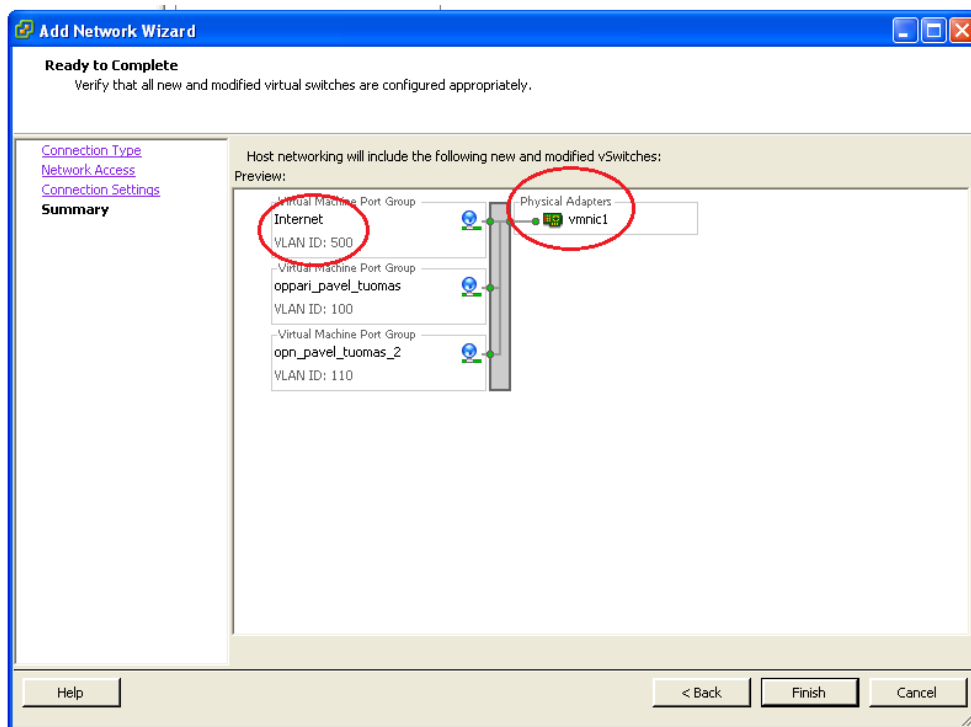 Add Network Wizard
Ready to Complete
Verify that all new and modified virtual switches are configured appropriately.
Connection Type
Network Access
Connection Settings
Summary
Host networking will include the following new and modified vSwitches:
Preview:
Virtual Machine Port Group
Internet
VLAN ID: 500
Physical Adapters
vmnic1
Virtual Machine Port Group
oppari_pavel_tuomas
VLAN ID: 100
Virtual Machine Port Group
opn_pavel_tuomas_2
VLAN ID: 110
Help
< Back
Finish
Cancel